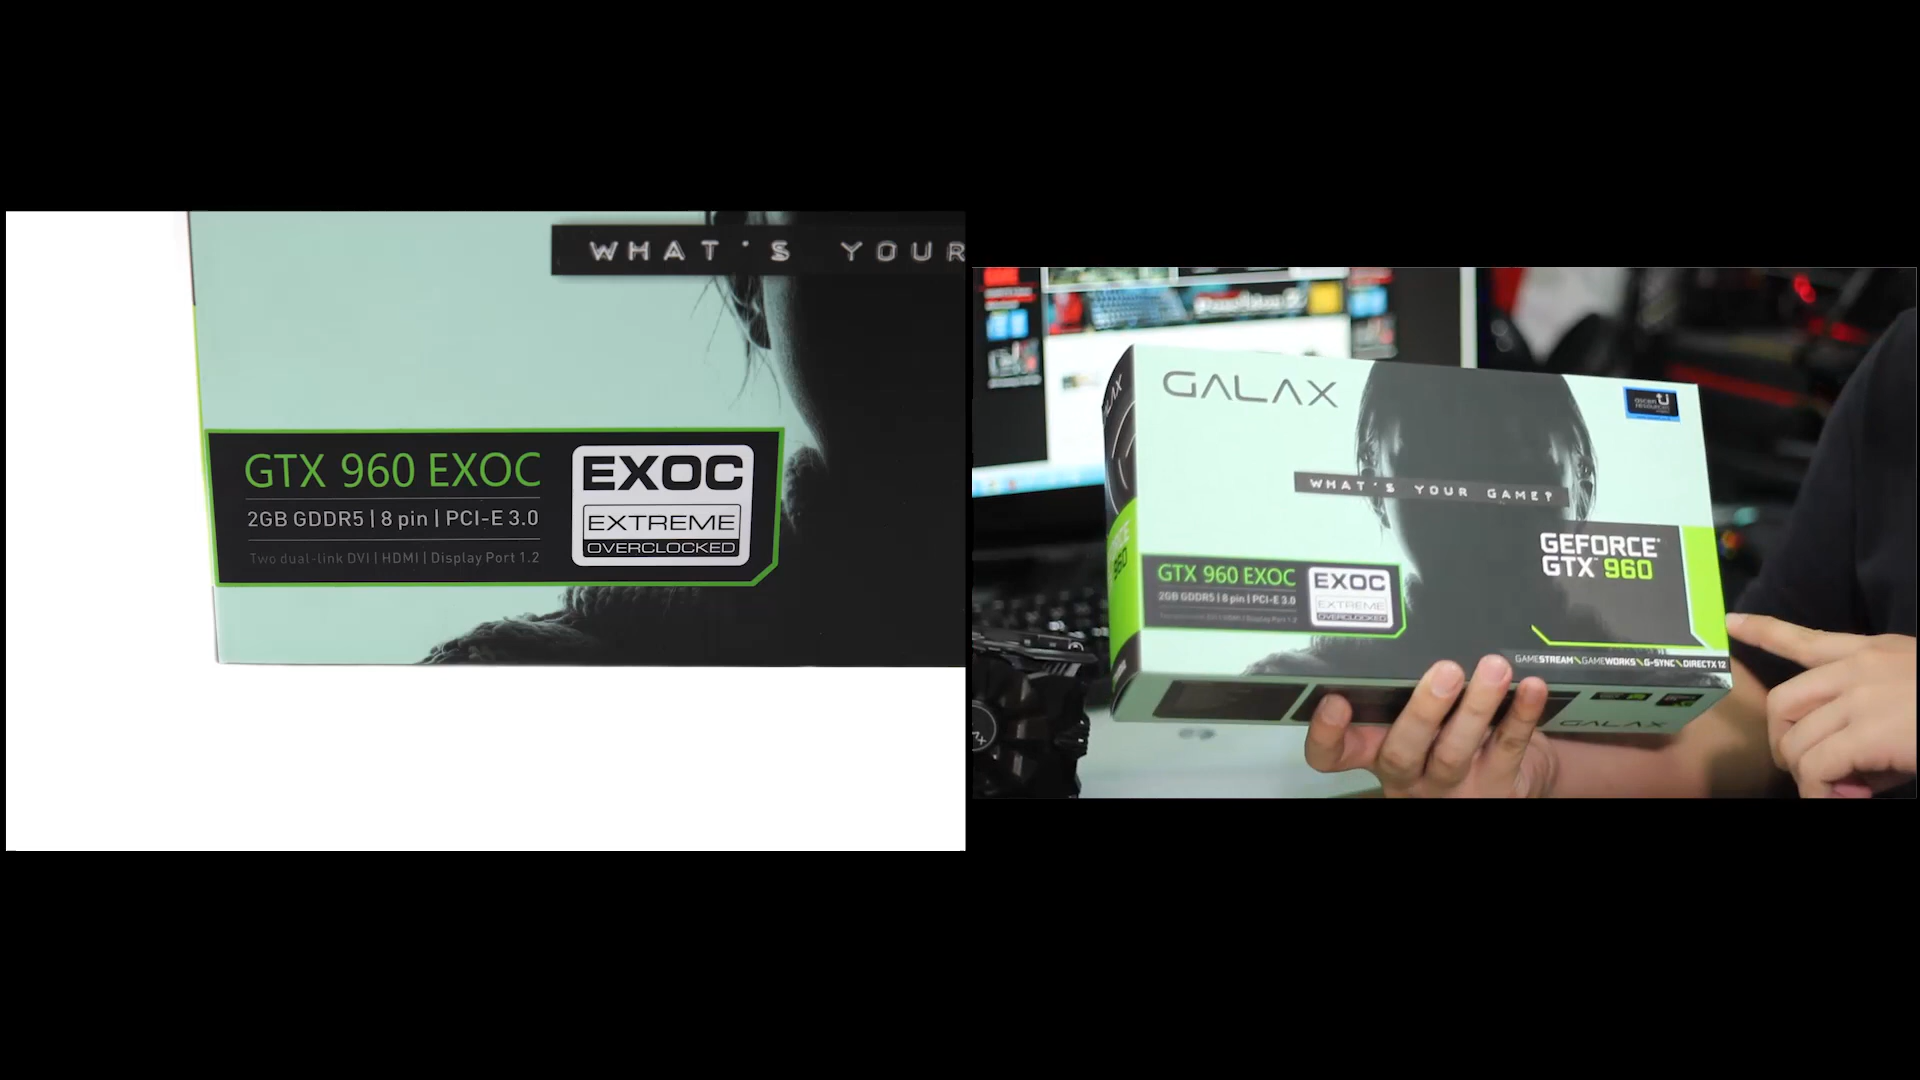 WHAT'S YOUR
GTX 960 EXOC
2GB GDDR5 | 8 pin | PCI-E 3.0
Two dual-link DVI | HDMI | Display Port 1.2
EXOC
EXTREME
OVERCLOCKED
GALAX
WHAT'S YOUR GAME?
GEFORCE
GTX 960
GTX 960 EXOC
2GB GDDR5 | 8 pin | PCI-E 3.0
EXOC
EXTREME
OVERCLOCKED
GAMESTREAM\GAMEWORKS\G-SYNC\DIRECTX 12
GALAX
960